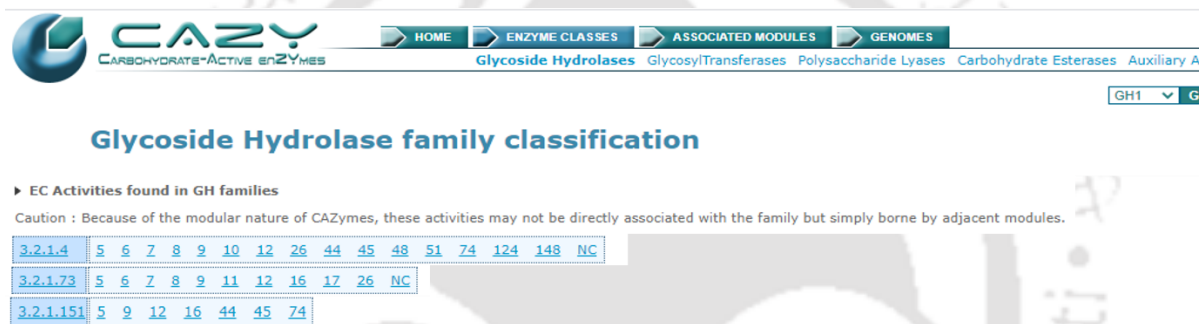 CAZY
CARBOHYDRATE-ACTIVE ENZYMES
HOME ENZYME CLASSES ASSOCIATED MODULES GENOMES
Glycoside Hydrolases GlycosylTransferases Polysaccharide Lyases Carbohydrate Esterases Auxiliary A
GH1 G
Glycoside Hydrolase family classification
EC Activities found in GH families
Caution : Because of the modular nature of CAZymes, these activities may not be directly associated with the family but simply borne by adjacent modules.
3.2.1.4 5 6 7 8 9 10 12 26 44 45 48 51 74 124 148 NC
3.2.1.73 5 6 7 8 9 11 12 16 17 26 NC
3.2.1.151 5 9 12 16 44 45 74